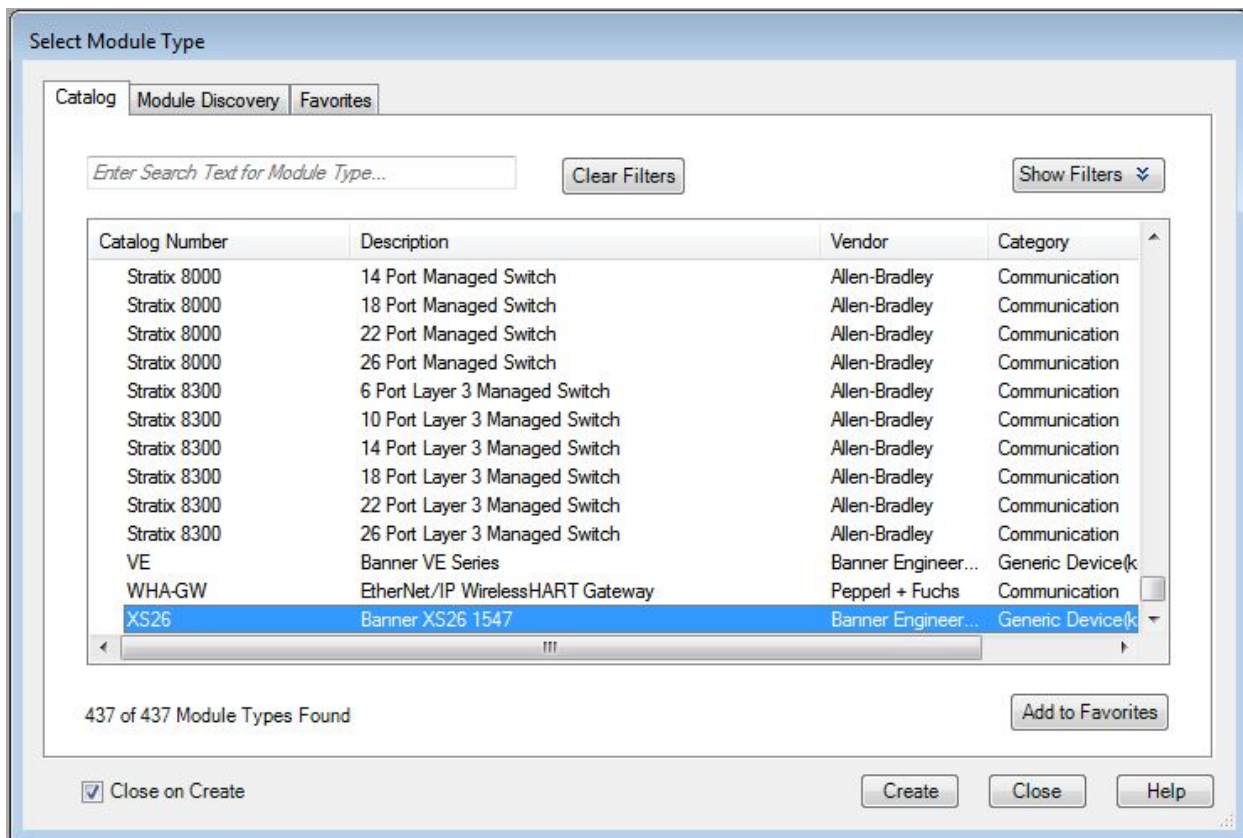 Select Module Type
Catalog Module Discovery Favorites
Enter Search Text for Module Type... Clear Filters Show Filters
Catalog Number Description Vendor Category
Stratix 8000 14 Port Managed Switch Allen-Bradley Communication
Stratix 8000 18 Port Managed Switch Allen-Bradley Communication
Stratix 8000 22 Port Managed Switch Allen-Bradley Communication
Stratix 8000 26 Port Managed Switch Allen-Bradley Communication
Stratix 8300 6 Port Layer 3 Managed Switch Allen-Bradley Communication
Stratix 8300 10 Port Layer 3 Managed Switch Allen-Bradley Communication
Stratix 8300 14 Port Layer 3 Managed Switch Allen-Bradley Communication
Stratix 8300 18 Port Layer 3 Managed Switch Allen-Bradley Communication
Stratix 8300 22 Port Layer 3 Managed Switch Allen-Bradley Communication
Stratix 8300 26 Port Layer 3 Managed Switch Allen-Bradley Communication
VE Banner VE Series Banner Engineer... Generic Device(k
WHA-GW EtherNet/IP WirelessHART Gateway Pepperl + Fuchs Communication
XS26 Banner XS26 1547 Banner Engineer... Generic Device(k
437 of 437 Module Types Found Add to Favorites
Close on Create Create Close Help